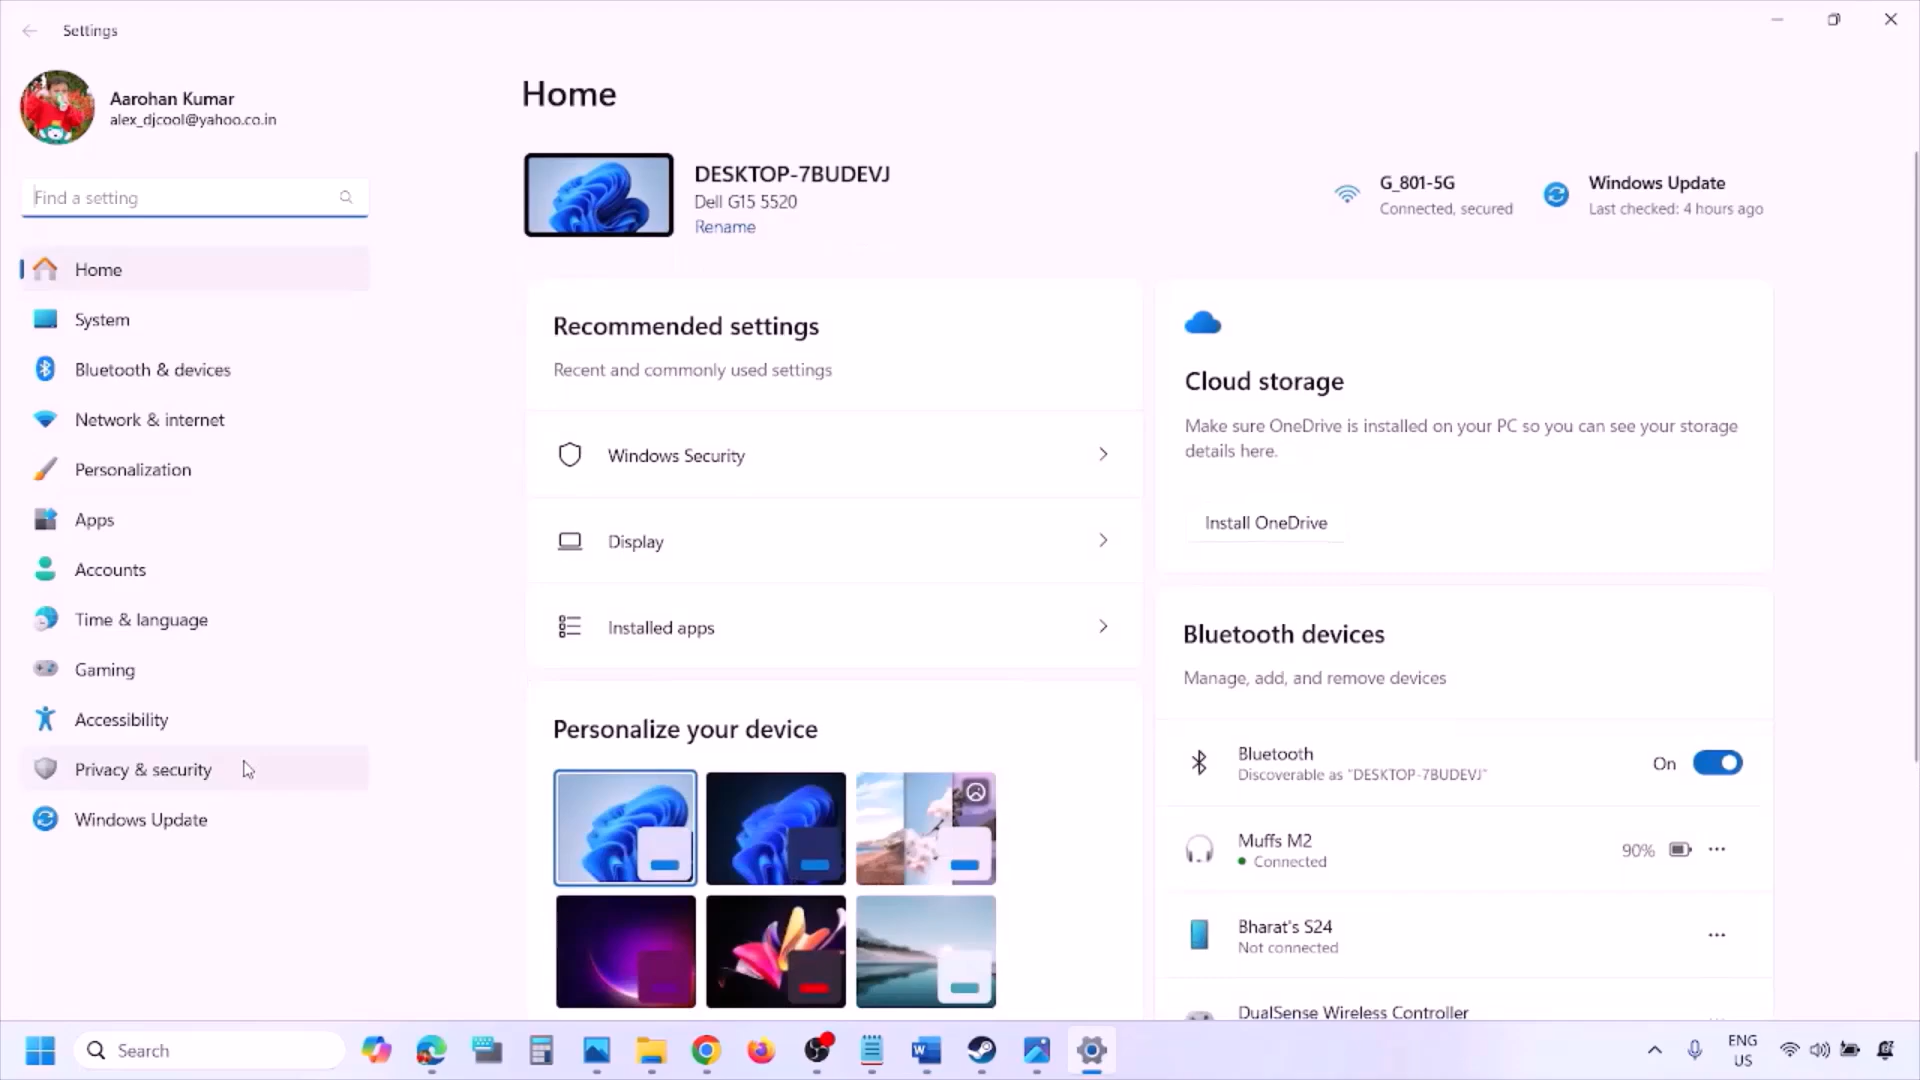 Settings
Aarohan Kumar
alex_djcool@yahoo.co.in
Find a setting
Home
System
Bluetooth & devices
Network & internet
Personalization
Apps
Accounts
Time & language
Gaming
Accessibility
Privacy & security
Windows Update
Home
DESKTOP-7BUDEVJ
Dell G15 5520
Rename
G_801-5G
Connected, secured
Windows Update
Last checked: 4 hours ago
Recommended settings
Recent and commonly used settings
Windows Security
Display
Installed apps
Personalize your device
Cloud storage
Make sure OneDrive is installed on your PC so you can see your storage
details here.
Install OneDrive
Bluetooth devices
Manage, add, and remove devices
Bluetooth
Discoverable as "DESKTOP-7BUDEVJ"
On
Muffs M2
Connected
90%
Bharat's S24
Not connected
DualSense Wireless Controller
Search
ENG
US